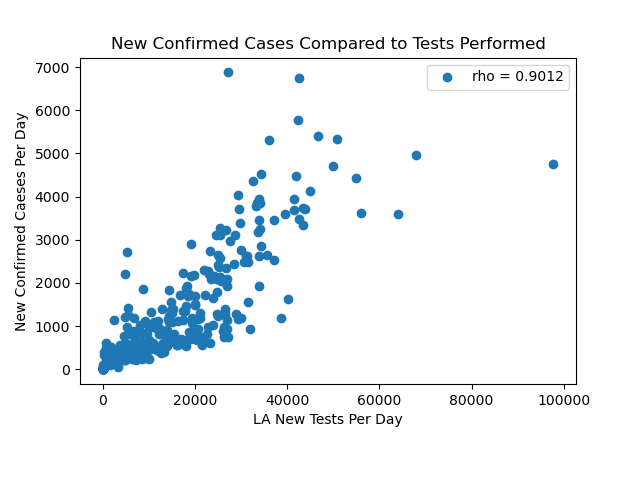 New Confirmed Cases Compared to Tests Performed
rho = 0.9012
7000
6000
5000
4000
3000
2000
1000
0
New Confirmed Caeses Per Day
0 20000 40000 60000 80000 100000
LA New Tests Per Day